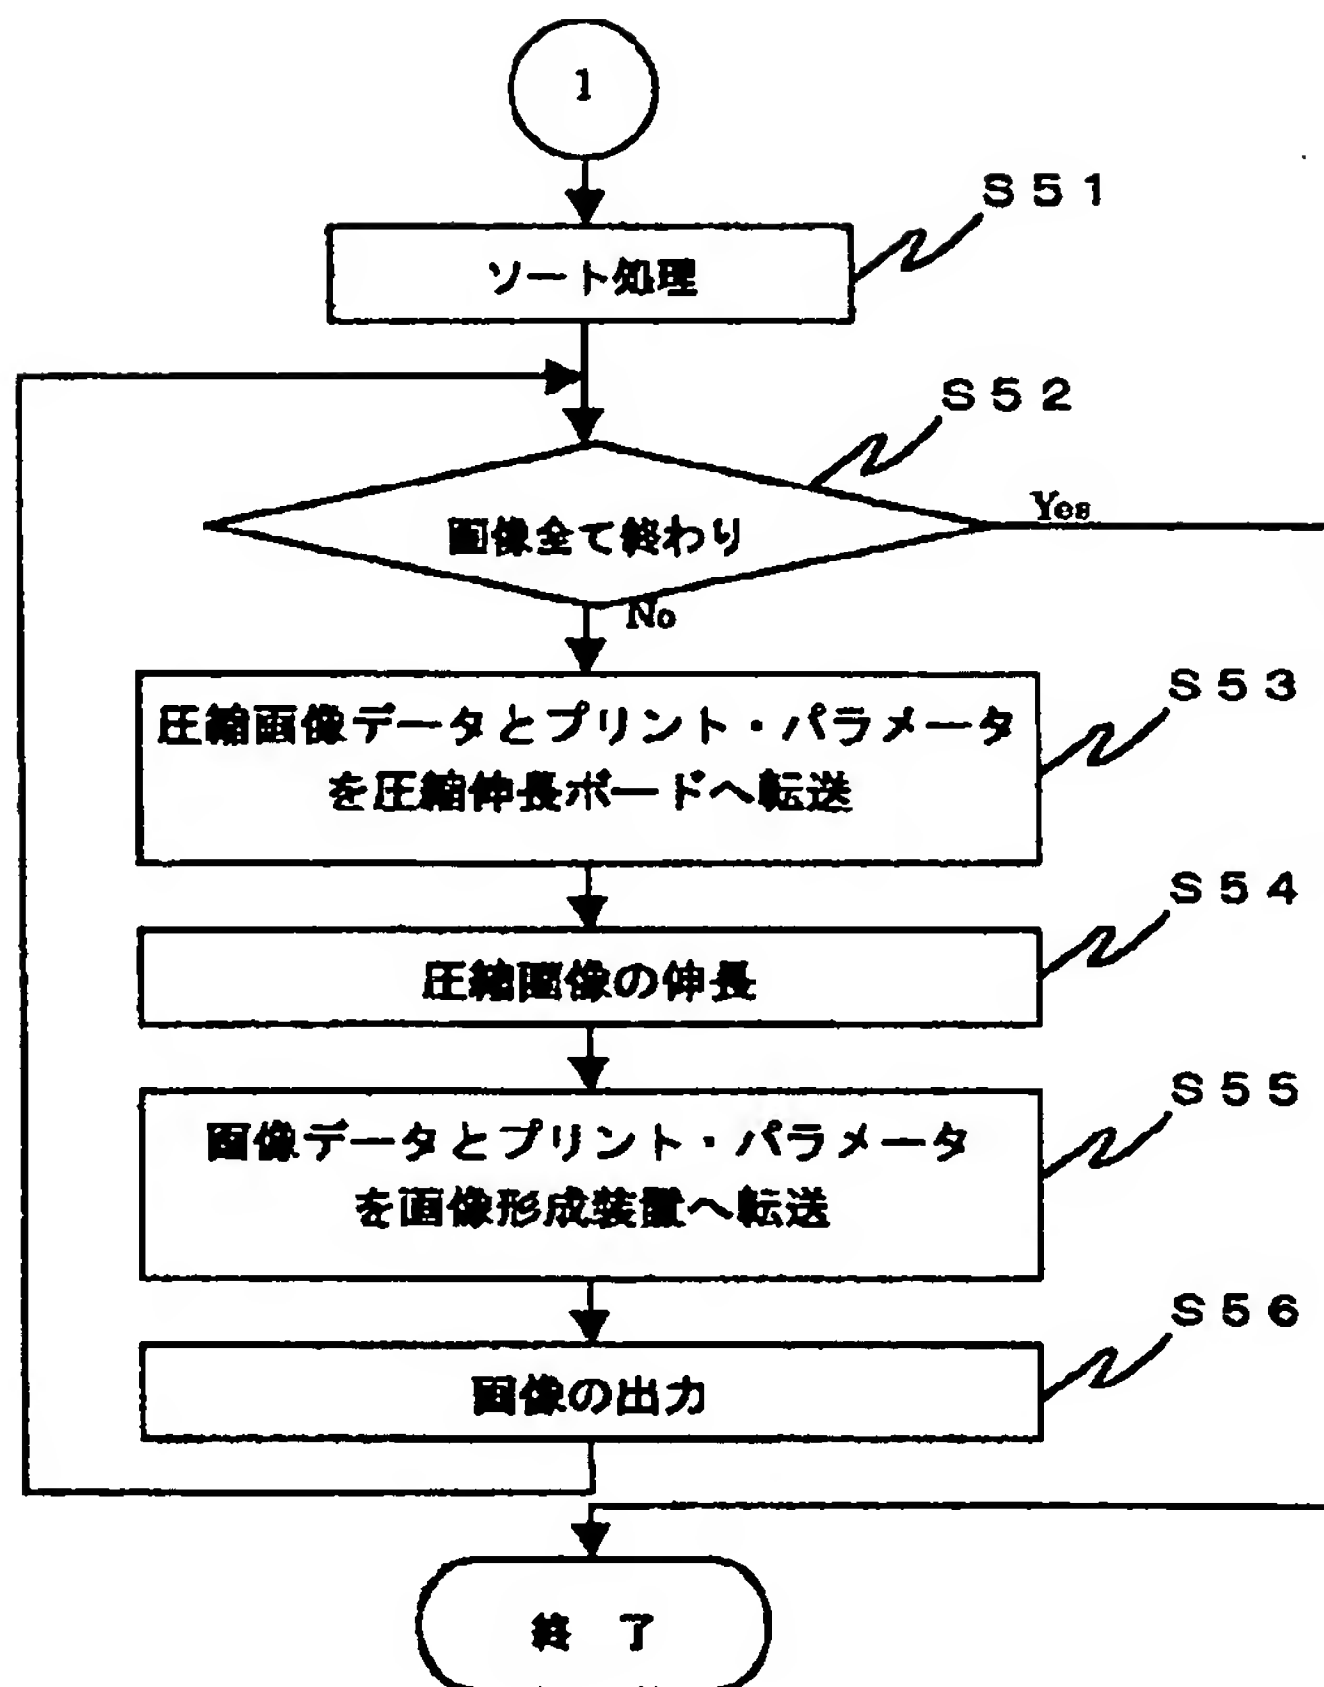 1
S51
ソート処理
S52
画像全て終わり
Yes
No
S53
圧縮画像データとプリント・パラメータ
を圧縮伸長ボードへ転送
S54
圧縮画像の伸長
S55
画像データとプリント・パラメータ
を画像形成装置へ転送
S56
画像の出力
終 了